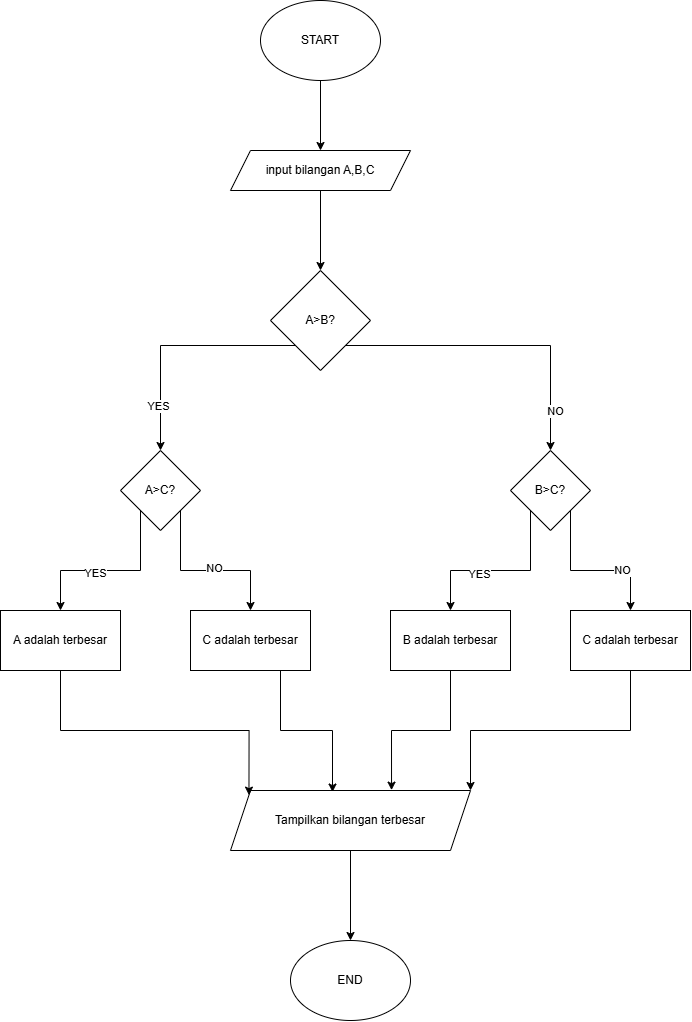 START
input bilangan A,B,C
A>B?
YES
NO
A>C?
B>C?
YES
NO
YES
NO
A adalah terbesar
C adalah terbesar
B adalah terbesar
C adalah terbesar
Tampilkan bilangan terbesar
END